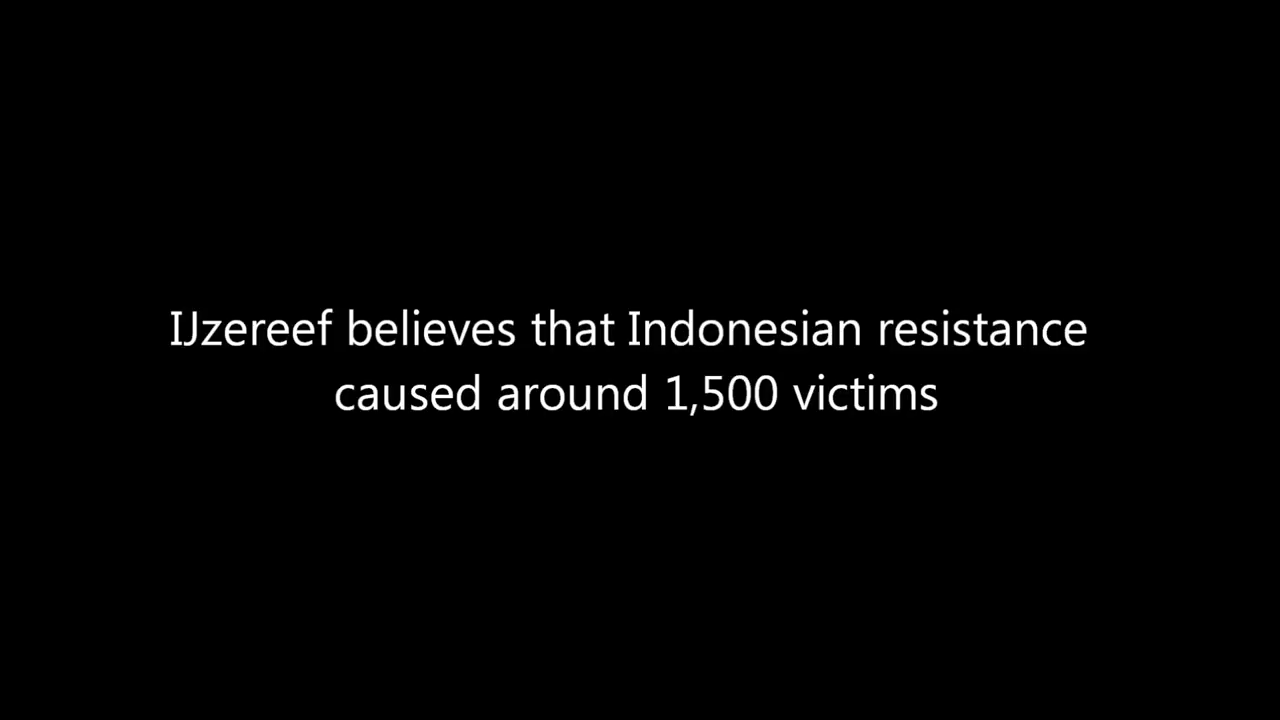 IJzereef believes that Indonesian resistance
caused around 1,500 victims